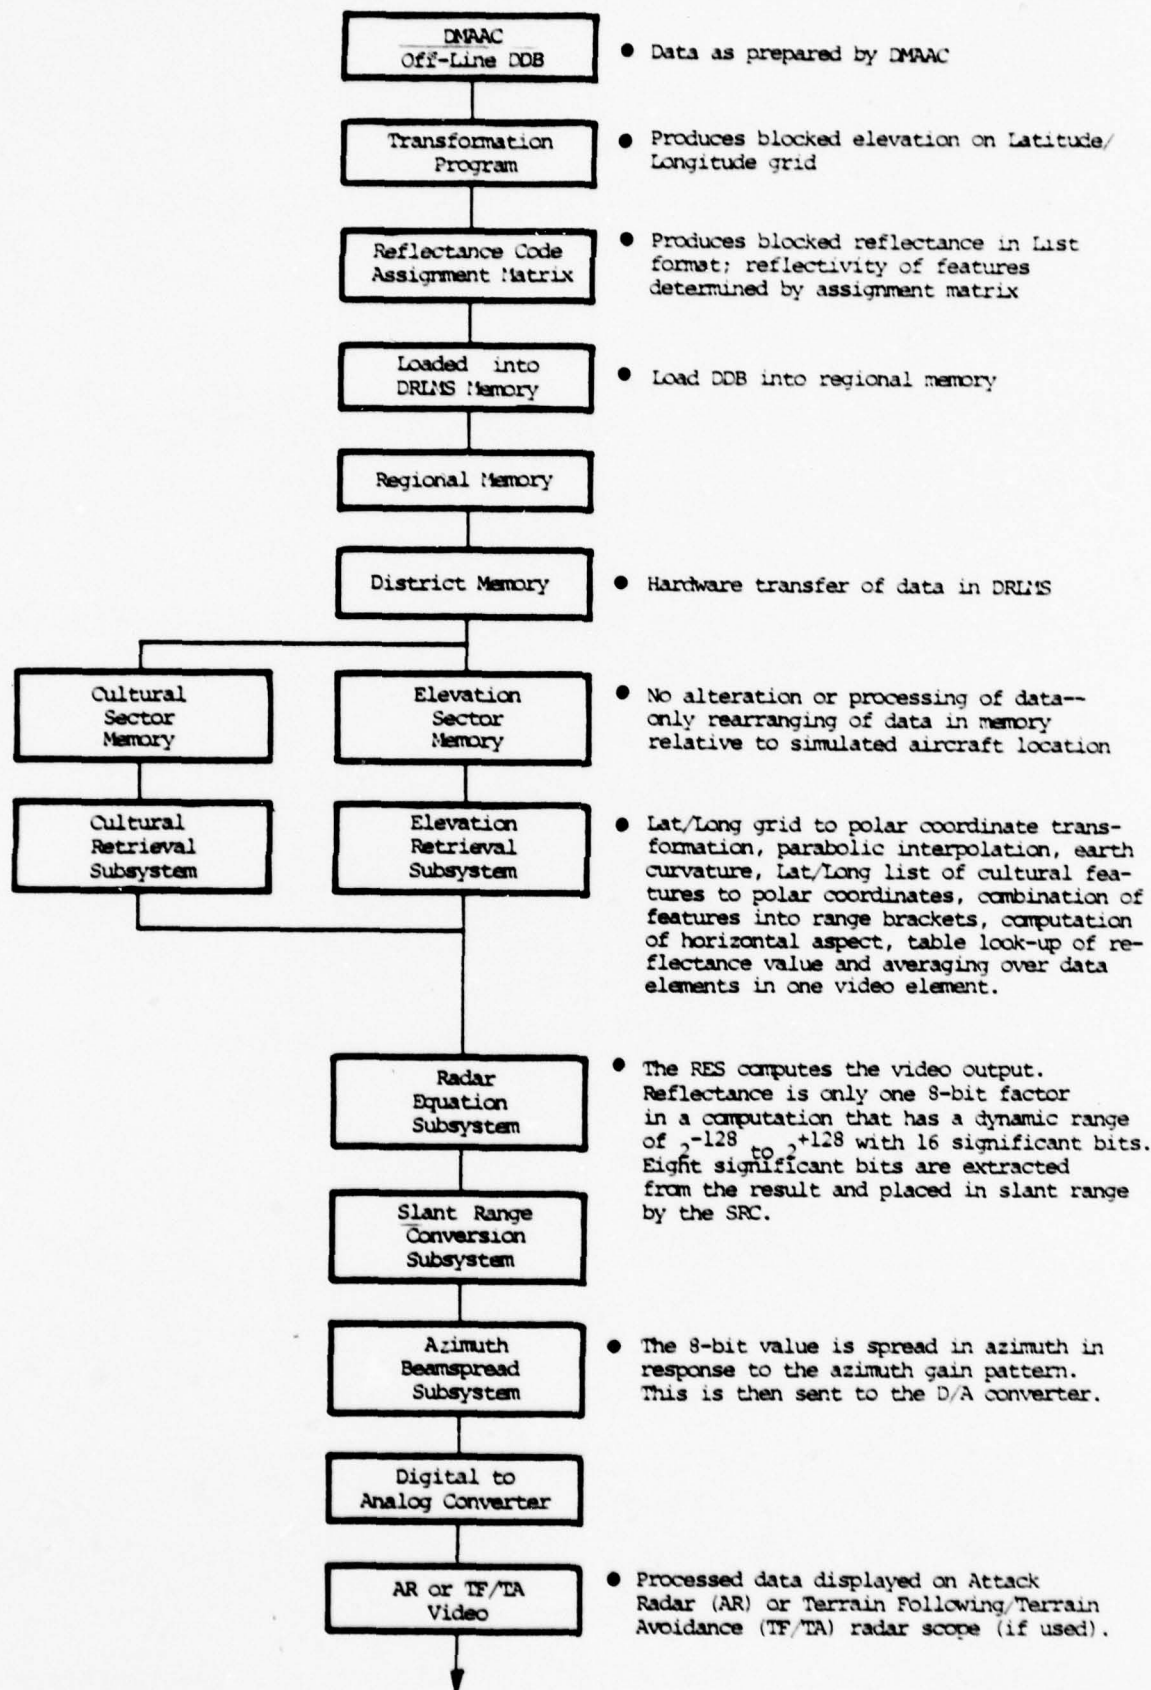 DMAAC
Off-Line DDB
● Data as prepared by DMAAC
Transformation
Program
● Produces blocked elevation on Latitude/
Longitude grid
Reflectance Code
Assignment Matrix
● Produces blocked reflectance in List
format; reflectivity of features
determined by assignment matrix
Loaded into
DRLMS Memory
● Load DDB into regional memory
Regional Memory
District Memory
● Hardware transfer of data in DRLMS
Cultural
Sector
Memory
Elevation
Sector
Memory
● No alteration or processing of data--
only rearranging of data in memory
relative to simulated aircraft location
Cultural
Retrieval
Subsystem
Elevation
Retrieval
Subsystem
● Lat/Long grid to polar coordinate trans-
formation, parabolic interpolation, earth
curvature, Lat/Long list of cultural fea-
tures to polar coordinates, combination of
features into range brackets, computation
of horizontal aspect, table look-up of re-
flectance value and averaging over data
elements in one video element.
Radar
Equation
Subsystem
● The RES computes the video output.
Reflectance is only one 8-bit factor
in a computation that has a dynamic range
of 2^-128 to 2^+128 with 16 significant bits.
Eight significant bits are extracted
from the result and placed in slant range
by the SRC.
Slant Range
Conversion
Subsystem
Azimuth
Beamspread
Subsystem
● The 8-bit value is spread in azimuth in
response to the azimuth gain pattern.
This is then sent to the D/A converter.
Digital to
Analog Converter
AR or TF/TA
Video
● Processed data displayed on Attack
Radar (AR) or Terrain Following/Terrain
Avoidance (TF/TA) radar scope (if used).